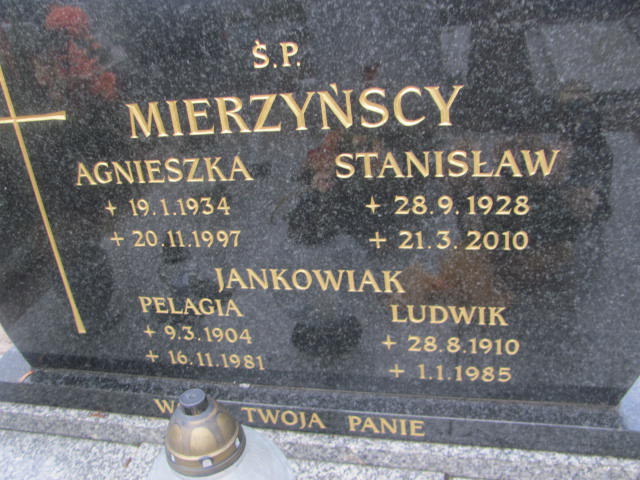 Ś.P.
MIERZYŃSCY
AGNIESZKA STANISŁAW
+ 19.1.1934 + 28.9.1928
+ 20.11.1997 + 21.3.2010
JANKOWIAK
PELAGIA LUDWIK
+ 9.3.1904 + 28.8.1910
+ 16.11.1981 + 1.1.1985
TWOJA PANIE